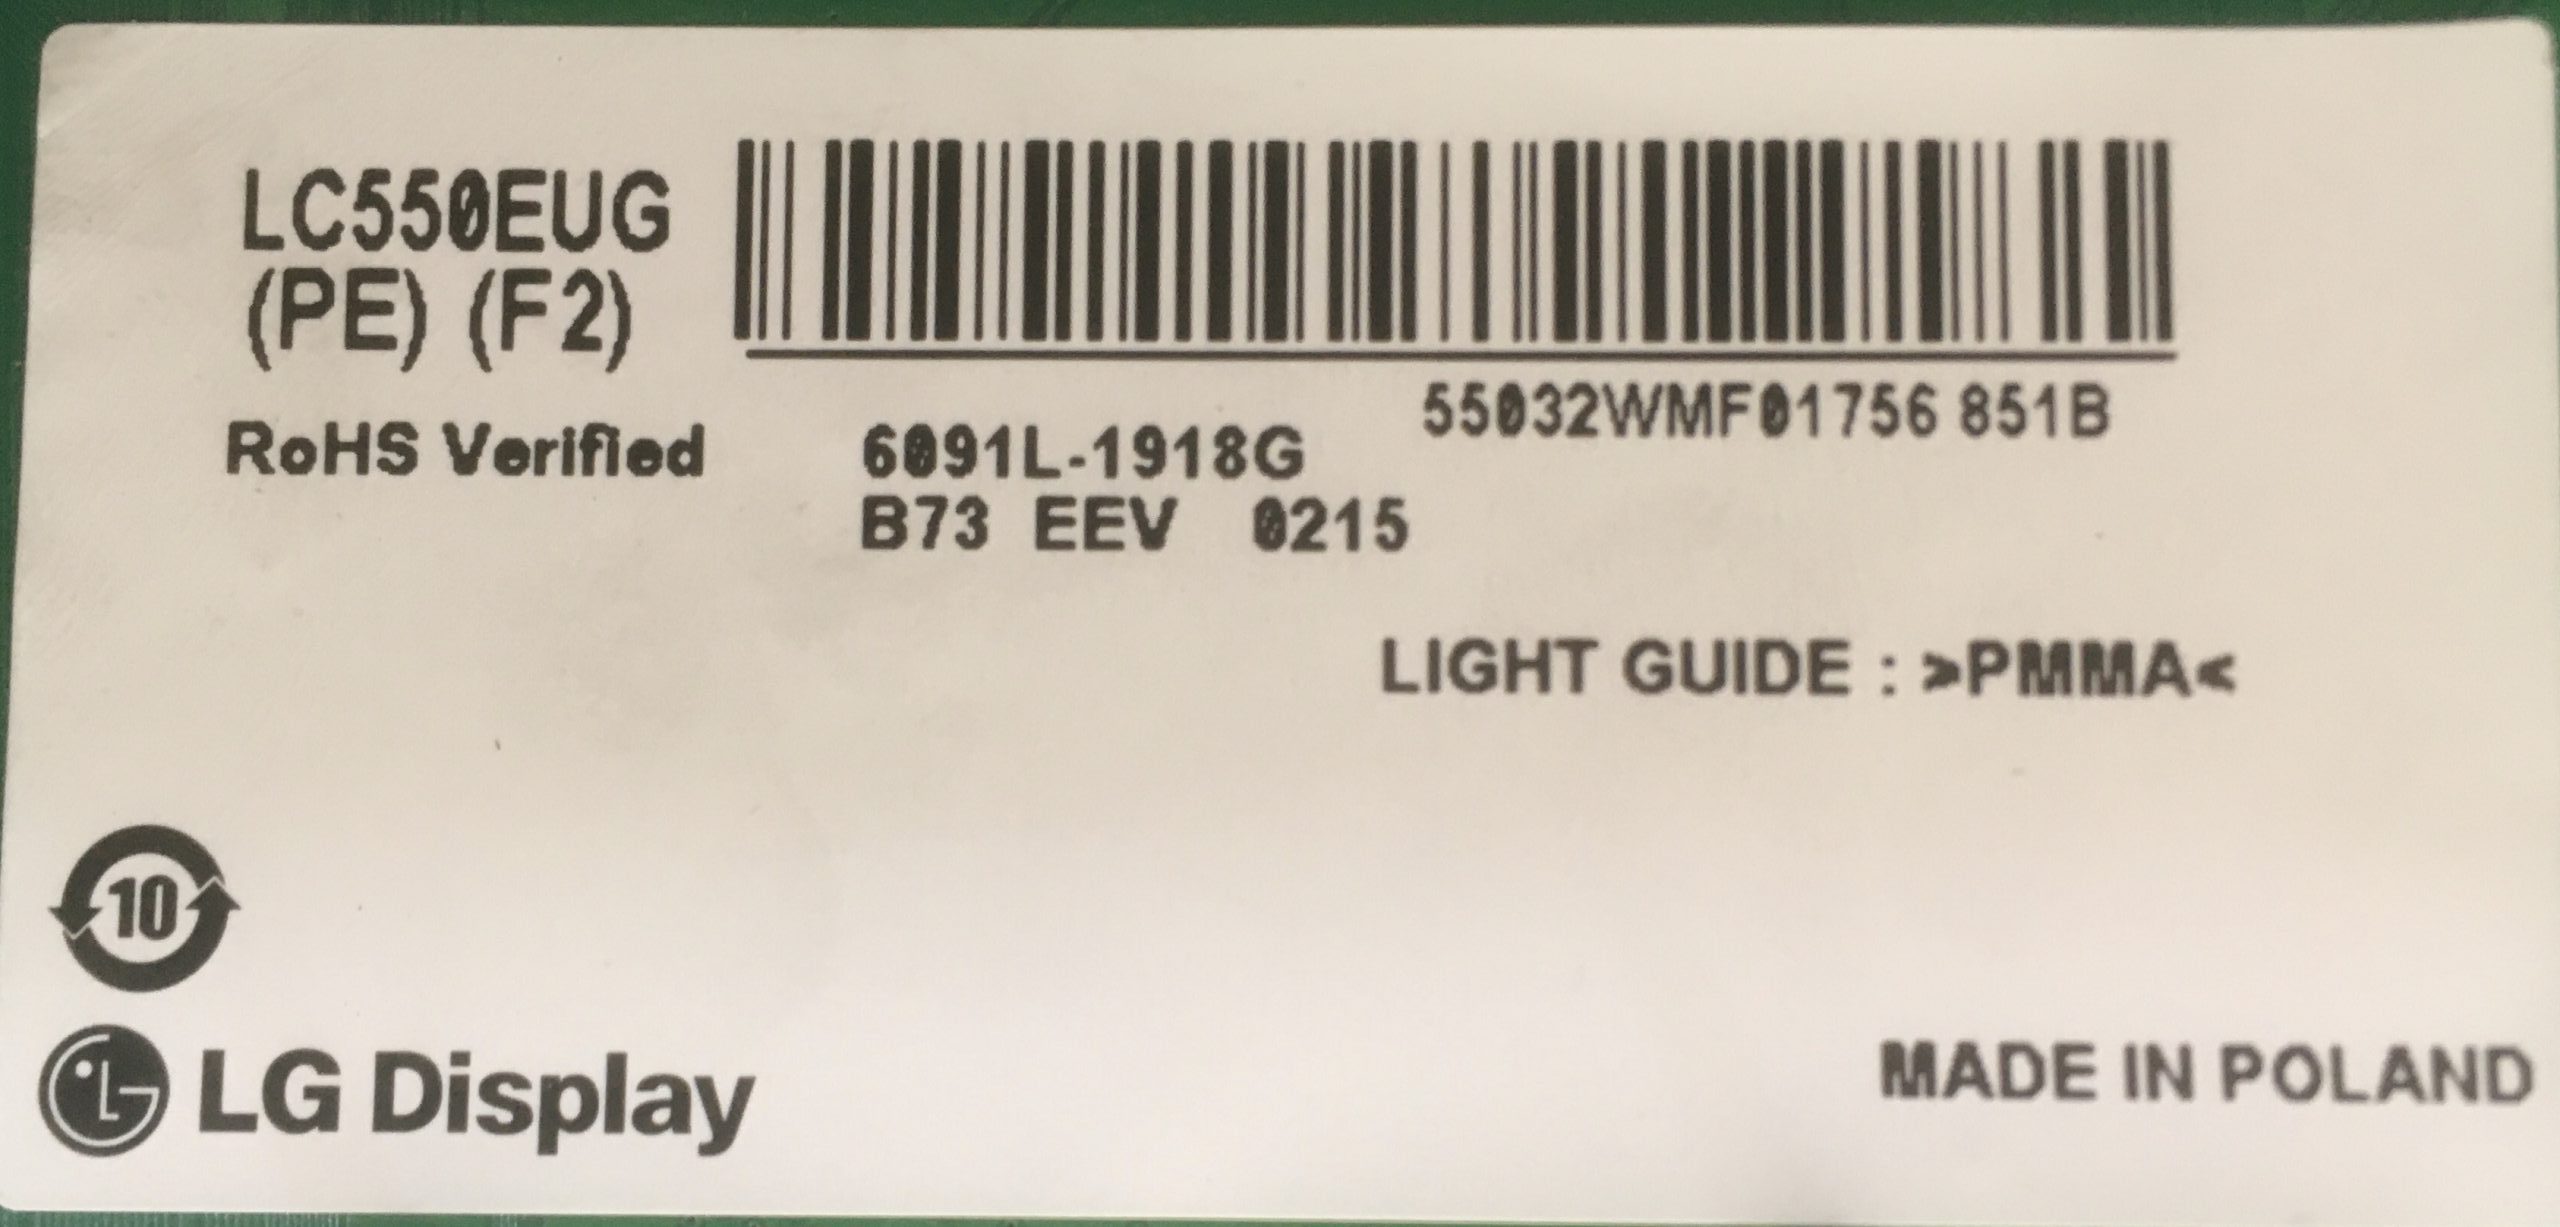 LC550EUG
(PE) (F2)
55032WMF01756 851B
RoHS Verified
6091L-1918G
B73 EEV 0215
LIGHT GUIDE : >PMMA<
10
LG Display
MADE IN POLAND